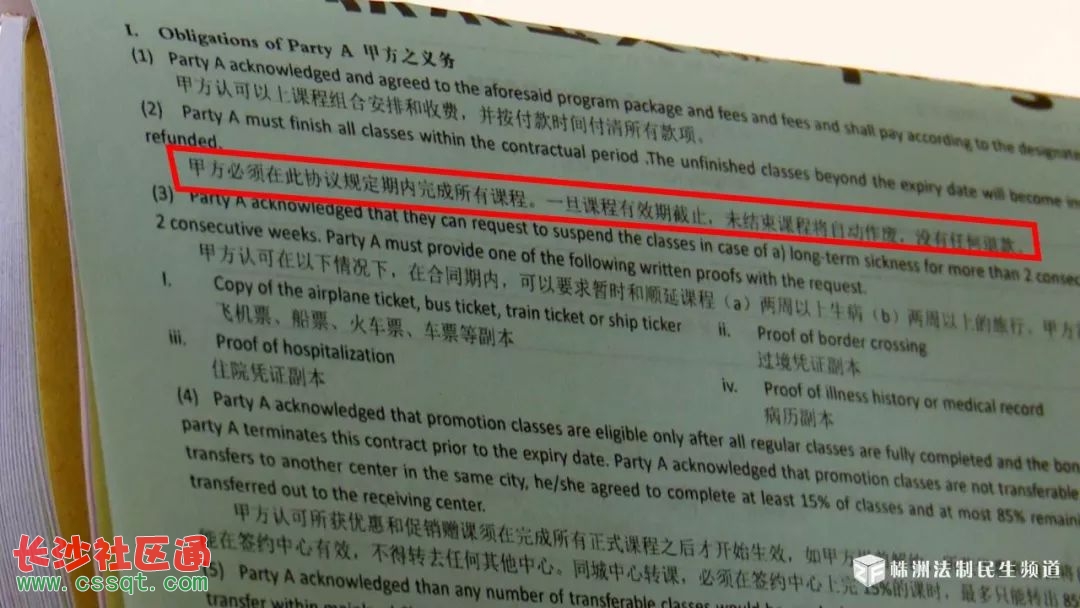 I. Obligations of Party A 甲方之义务
(1) Party A acknowledged and agreed to the aforesaid program package and fees and fees and shall pay according to the designate
甲方认可以上课程组合安排和收费，并按付款时间付清所有款项。
(2) Party A must finish all classes within the contractual period .The unfinished classes beyond the expiry date will become in
refunded.
甲方必须在此协议规定期内完成所有课程。一旦课程有效期截止，未结束课程将自动作废，没有任何退款。
(3) Party A acknowledged that they can request to suspend the classes in case of a) long-term sickness for more than 2 consec
2 consecutive weeks. Party A must provide one of the following written proofs with the request.
甲方认可在以下情况下，在合同期内，可以要求暂时和顺延课程（a）两周以上生病（b）两周以上的旅行。甲方
I. Copy of the airplane ticket, bus ticket, train ticket or ship ticker
飞机票、船票、火车票、车票等副本
ii. Proof of border crossing
过境凭证副本
iii. Proof of hospitalization
住院凭证副本
iv. Proof of illness history or medical record
病历副本
(4) Party A acknowledged that promotion classes are eligible only after all regular classes are fully completed and the bon
party A terminates this contract prior to the expiry date. Party A acknowledged that promotion classes are not transferable
transfers to another center in the same city, he/she agreed to complete at least 15% of classes and at most 85% remain
transferred out to the receiving center.
甲方认可所获优惠和促销赠课须在完成所有正式课程之后才开始生效，如甲方
能在签约中心有效，不得转去任何其他中心。同城中心转课，必须在签约中心上完15%的课时，最多只能转出85
5) Party A acknowledged than any number of transferable classes would
transfer within
长沙社区通
www.cssqt.com
株洲法制民生频道